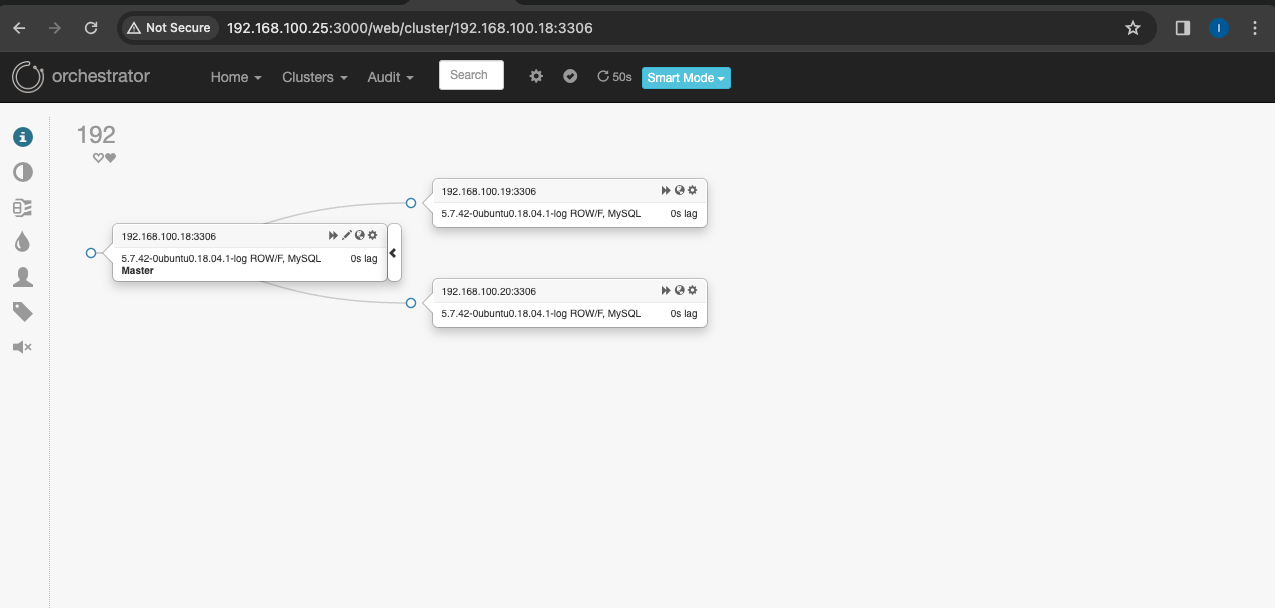 Not Secure 192.168.100.25:3000/web/cluster/192.168.100.18:3306
I
orchestrator Home Clusters Audit Search 50s Smart Mode
192
192.168.100.18:3306
5.7.42-0ubuntu0.18.04.1-log ROW/F, MySQL 0s lag
Master
192.168.100.19:3306
5.7.42-0ubuntu0.18.04.1-log ROW/F, MySQL 0s lag
192.168.100.20:3306
5.7.42-0ubuntu0.18.04.1-log ROW/F, MySQL 0s lag